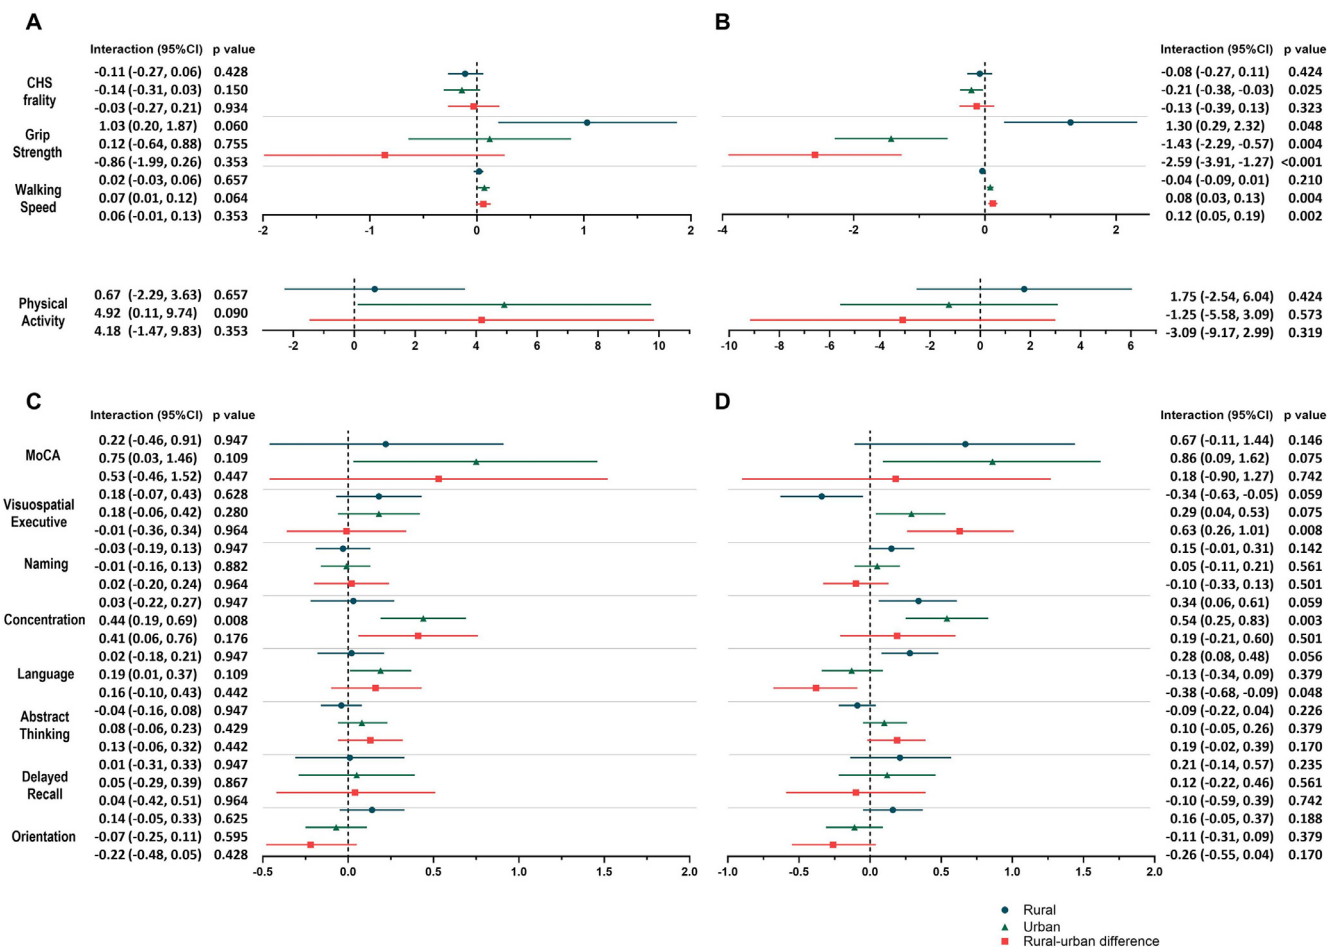 A
Interaction (95%CI) p value
CHS
frality
-0.11 (-0.27, 0.06) 0.428
-0.14 (-0.31, 0.03) 0.150
-0.03 (-0.27, 0.21) 0.934
Grip
Strength
1.03 (0.20, 1.87) 0.060
0.12 (-0.64, 0.88) 0.755
-0.86 (-1.99, 0.26) 0.353
Walking
Speed
0.02 (-0.03, 0.06) 0.657
0.07 (0.01, 0.12) 0.064
0.06 (-0.01, 0.13) 0.353
-2 -1 0 1 2
Physical
Activity
0.67 (-2.29, 3.63) 0.657
4.92 (0.11, 9.74) 0.090
4.18 (-1.47, 9.83) 0.353
-2 0 2 4 6 8 10
B
Interaction (95%CI) p value
-0.08 (-0.27, 0.11) 0.424
-0.21 (-0.38, -0.03) 0.025
-0.13 (-0.39, 0.13) 0.323
1.30 (0.29, 2.32) 0.048
-1.43 (-2.29, -0.57) 0.004
-2.59 (-3.91, -1.27) <0.001
-0.04 (-0.09, 0.01) 0.210
0.08 (0.03, 0.13) 0.004
0.12 (0.05, 0.19) 0.002
-4 -2 0 2
1.75 (-2.54, 6.04) 0.424
-1.25 (-5.58, 3.09) 0.573
-3.09 (-9.17, 2.99) 0.319
-10 -8 -6 -4 -2 0 2 4 6
C
Interaction (95%CI) p value
MoCA
0.22 (-0.46, 0.91) 0.947
0.75 (0.03, 1.46) 0.109
0.53 (-0.46, 1.52) 0.447
Visuospatial
Executive
0.18 (-0.07, 0.43) 0.628
0.18 (-0.06, 0.42) 0.280
-0.01 (-0.36, 0.34) 0.964
Naming
-0.03 (-0.19, 0.13) 0.947
-0.01 (-0.16, 0.13) 0.882
0.02 (-0.20, 0.24) 0.964
Concentration
0.03 (-0.22, 0.27) 0.947
0.44 (0.19, 0.69) 0.008
0.41 (0.06, 0.76) 0.176
Language
0.02 (-0.18, 0.21) 0.947
0.19 (0.01, 0.37) 0.109
0.16 (-0.10, 0.43) 0.442
Abstract
Thinking
-0.04 (-0.16, 0.08) 0.947
0.08 (-0.06, 0.23) 0.429
0.13 (-0.06, 0.32) 0.442
Delayed
Recall
0.01 (-0.31, 0.33) 0.947
0.05 (-0.29, 0.39) 0.867
0.04 (-0.42, 0.51) 0.964
Orientation
0.14 (-0.05, 0.33) 0.625
-0.07 (-0.25, 0.11) 0.595
-0.22 (-0.48, 0.05) 0.428
-0.5 0.0 0.5 1.0 1.5 2.0
D
Interaction (95%CI) p value
0.67 (-0.11, 1.44) 0.146
0.86 (0.09, 1.62) 0.075
0.18 (-0.90, 1.27) 0.742
-0.34 (-0.63, -0.05) 0.059
0.29 (0.04, 0.53) 0.075
0.63 (0.26, 1.01) 0.008
0.15 (-0.01, 0.31) 0.142
0.05 (-0.11, 0.21) 0.561
-0.10 (-0.33, 0.13) 0.501
0.34 (0.06, 0.61) 0.059
0.54 (0.25, 0.83) 0.003
0.19 (-0.21, 0.60) 0.501
0.28 (0.08, 0.48) 0.056
-0.13 (-0.34, 0.09) 0.379
-0.38 (-0.68, -0.09) 0.048
-0.09 (-0.22, 0.04) 0.226
0.10 (-0.05, 0.26) 0.379
0.19 (-0.02, 0.39) 0.170
0.21 (-0.14, 0.57) 0.235
0.12 (-0.22, 0.46) 0.561
-0.10 (-0.59, 0.39) 0.742
0.16 (-0.05, 0.37) 0.188
-0.11 (-0.31, 0.09) 0.379
-0.26 (-0.55, 0.04) 0.170
-1.0 -0.5 0.0 0.5 1.0 1.5 2.0
Rural
Urban
Rural-urban difference